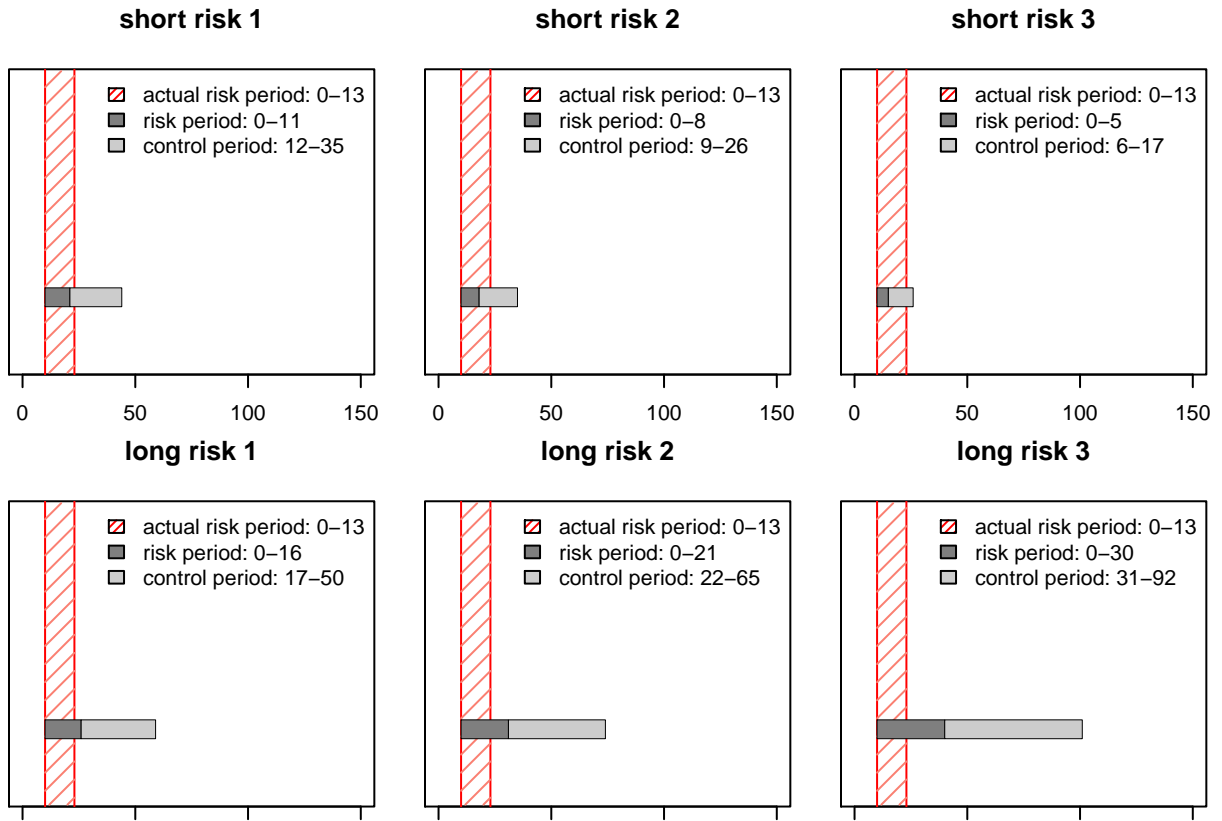 short risk 1
actual risk period: 0−13
risk period: 0−11
control period: 12−35
0 50 100 150
short risk 2
actual risk period: 0−13
risk period: 0−8
control period: 9−26
0 50 100 150
short risk 3
actual risk period: 0−13
risk period: 0−5
control period: 6−17
0 50 100 150
long risk 1
actual risk period: 0−13
risk period: 0−16
control period: 17−50
long risk 2
actual risk period: 0−13
risk period: 0−21
control period: 22−65
long risk 3
actual risk period: 0−13
risk period: 0−30
control period: 31−92